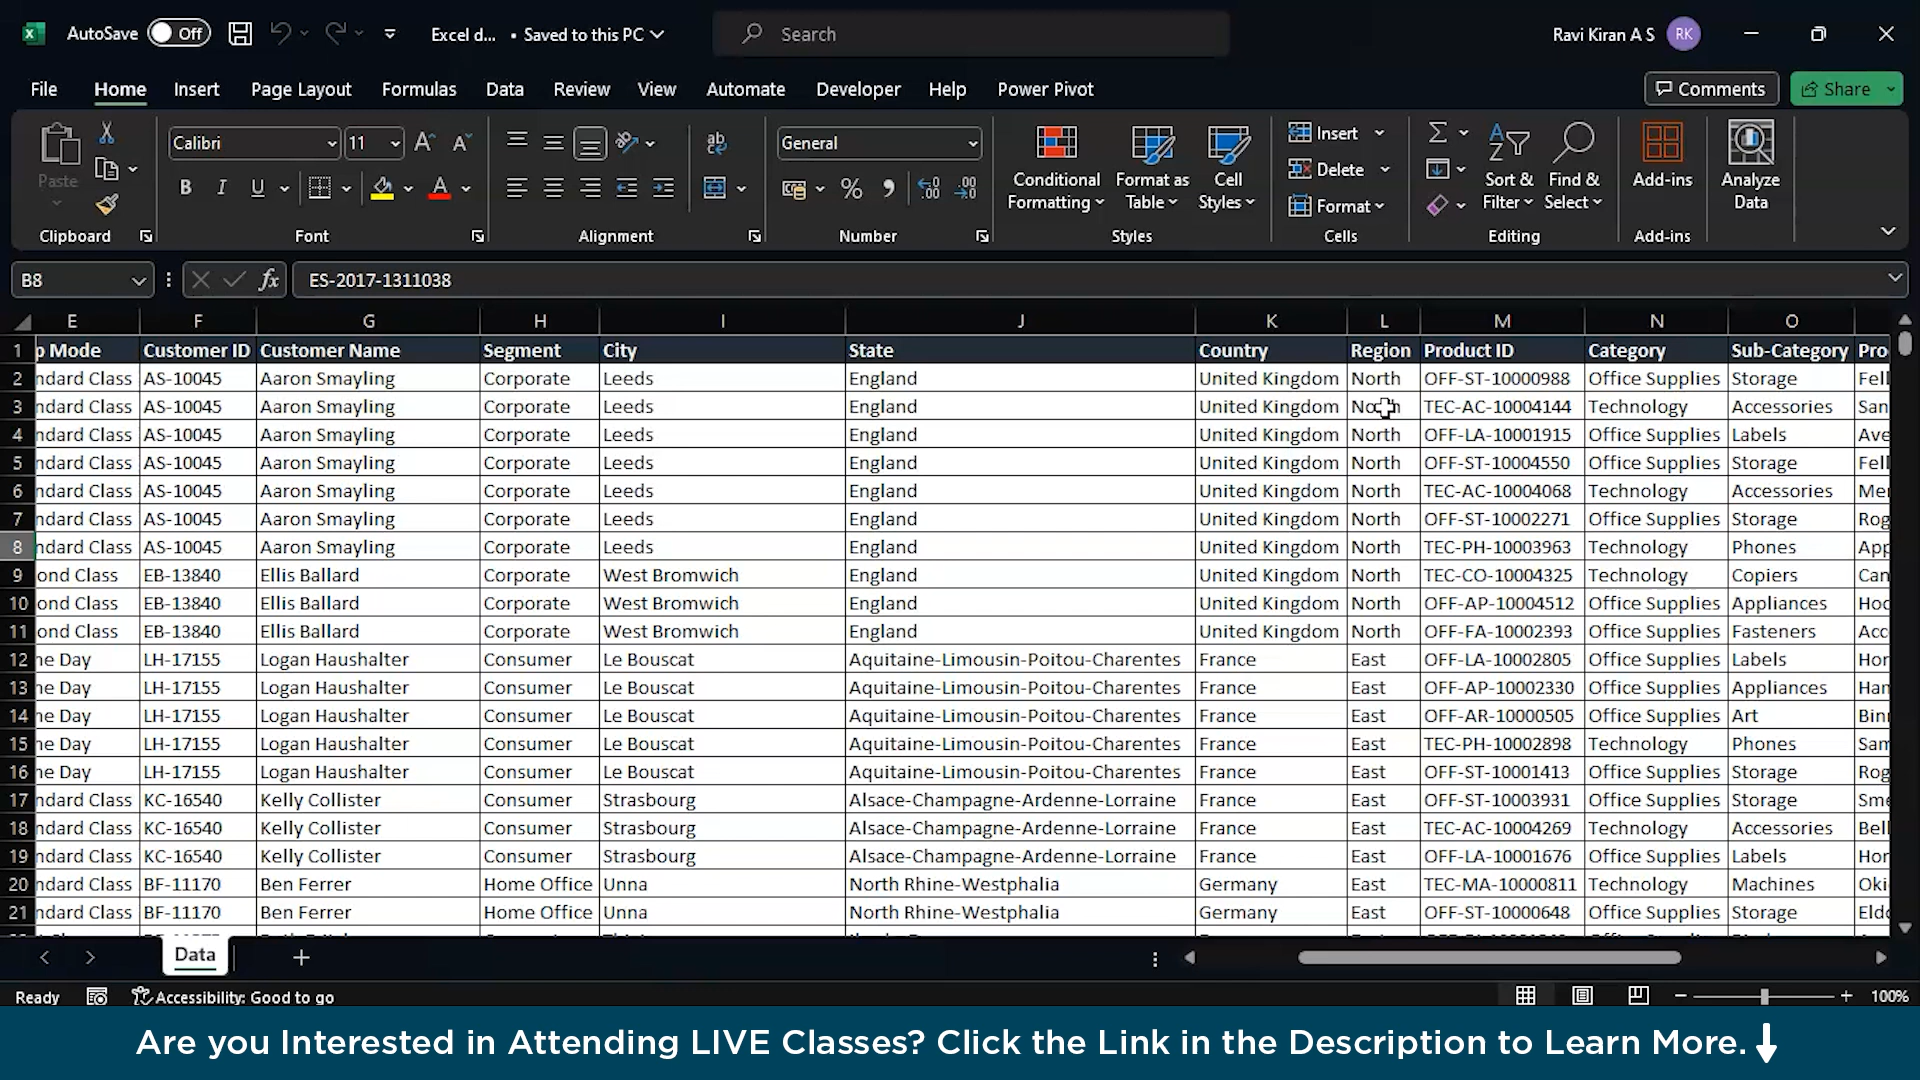 AutoSave Off Excel d... • Saved to this PC Search Ravi Kiran A S RK
File Home Insert Page Layout Formulas Data Review View Automate Developer Help Power Pivot Comments Share
Paste Calibri 11 General Conditional Formatting Format as Table Cell Styles Insert Delete Format Sort & Filter Find & Select Add-ins Analyze Data
B I U
Clipboard Font Alignment Number Styles Cells Editing Add-ins
B8 fx ES-2017-1311038
E F G H I J K L M N O
1 p Mode Customer ID Customer Name Segment City State Country Region Product ID Category Sub-Category Pro
2 ndard Class AS-10045 Aaron Smayling Corporate Leeds England United Kingdom North OFF-ST-10000988 Office Supplies Storage Fell
3 ndard Class AS-10045 Aaron Smayling Corporate Leeds England United Kingdom North TEC-AC-10004144 Technology Accessories San
4 ndard Class AS-10045 Aaron Smayling Corporate Leeds England United Kingdom North OFF-LA-10001915 Office Supplies Labels Ave
5 ndard Class AS-10045 Aaron Smayling Corporate Leeds England United Kingdom North OFF-ST-10004550 Office Supplies Storage Fell
6 ndard Class AS-10045 Aaron Smayling Corporate Leeds England United Kingdom North TEC-AC-10004068 Technology Accessories Mer
7 ndard Class AS-10045 Aaron Smayling Corporate Leeds England United Kingdom North OFF-ST-10002271 Office Supplies Storage Rog
8 ndard Class AS-10045 Aaron Smayling Corporate Leeds England United Kingdom North TEC-PH-10003963 Technology Phones App
9 ond Class EB-13840 Ellis Ballard Corporate West Bromwich England United Kingdom North TEC-CO-10004325 Technology Copiers Can
10 ond Class EB-13840 Ellis Ballard Corporate West Bromwich England United Kingdom North OFF-AP-10004512 Office Supplies Appliances Hoo
11 ond Class EB-13840 Ellis Ballard Corporate West Bromwich England United Kingdom North OFF-FA-10002393 Office Supplies Fasteners Acc
12 ne Day LH-17155 Logan Haushalter Consumer Le Bouscat Aquitaine-Limousin-Poitou-Charentes France East OFF-LA-10002805 Office Supplies Labels Hor
13 ne Day LH-17155 Logan Haushalter Consumer Le Bouscat Aquitaine-Limousin-Poitou-Charentes France East OFF-AP-10002330 Office Supplies Appliances Han
14 ne Day LH-17155 Logan Haushalter Consumer Le Bouscat Aquitaine-Limousin-Poitou-Charentes France East OFF-AR-10000505 Office Supplies Art Binn
15 ne Day LH-17155 Logan Haushalter Consumer Le Bouscat Aquitaine-Limousin-Poitou-Charentes France East TEC-PH-10002898 Technology Phones Sam
16 ne Day LH-17155 Logan Haushalter Consumer Le Bouscat Aquitaine-Limousin-Poitou-Charentes France East OFF-ST-10001413 Office Supplies Storage Rog
17 ndard Class KC-16540 Kelly Collister Consumer Strasbourg Alsace-Champagne-Ardenne-Lorraine France East OFF-ST-10003931 Office Supplies Storage Sme
18 ndard Class KC-16540 Kelly Collister Consumer Strasbourg Alsace-Champagne-Ardenne-Lorraine France East TEC-AC-10004269 Technology Accessories Bell
19 ndard Class KC-16540 Kelly Collister Consumer Strasbourg Alsace-Champagne-Ardenne-Lorraine France East OFF-LA-10001676 Office Supplies Labels Hor
20 ndard Class BF-11170 Ben Ferrer Home Office Unna North Rhine-Westphalia Germany East TEC-MA-10000811 Technology Machines Oki
21 ndard Class BF-11170 Ben Ferrer Home Office Unna North Rhine-Westphalia Germany East OFF-ST-10000648 Office Supplies Storage Eldo
Data
Ready Accessibility: Good to go 100%
Are you Interested in Attending LIVE Classes? Click the Link in the Description to Learn More.